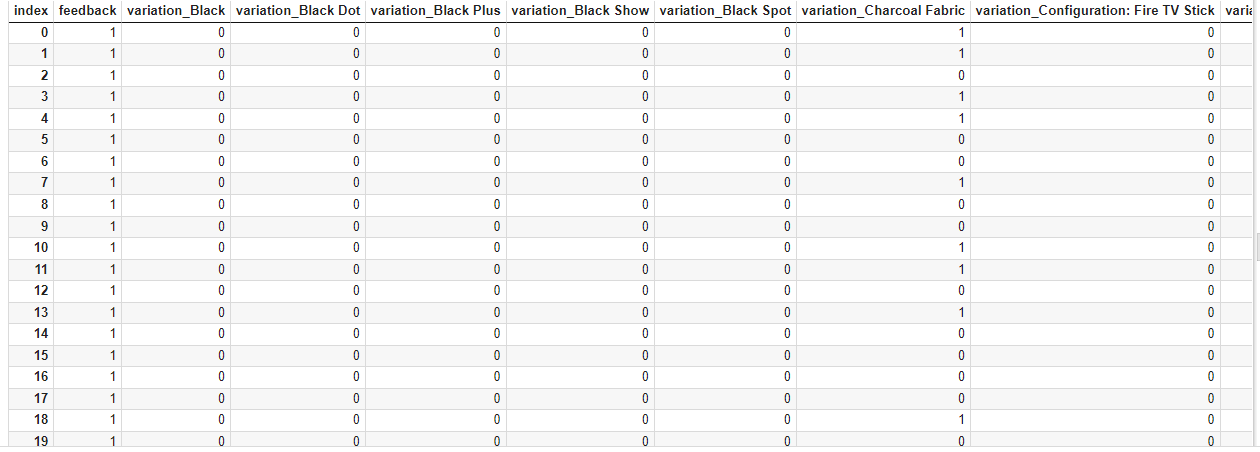 index feedback variation_Black variation_Black Dot variation_Black Plus variation_Black Show variation_Black Spot variation_Charcoal Fabric variation_Configuration: Fire TV Stick varia
0 1 0 0 0 0 0 1 0
1 1 0 0 0 0 0 1 0
2 1 0 0 0 0 0 0 0
3 1 0 0 0 0 0 1 0
4 1 0 0 0 0 0 1 0
5 1 0 0 0 0 0 0 0
6 1 0 0 0 0 0 0 0
7 1 0 0 0 0 0 1 0
8 1 0 0 0 0 0 0 0
9 1 0 0 0 0 0 0 0
10 1 0 0 0 0 0 1 0
11 1 0 0 0 0 0 1 0
12 1 0 0 0 0 0 0 0
13 1 0 0 0 0 0 1 0
14 1 0 0 0 0 0 0 0
15 1 0 0 0 0 0 0 0
16 1 0 0 0 0 0 0 0
17 1 0 0 0 0 0 0 0
18 1 0 0 0 0 0 1 0
19 1 0 0 0 0 0 0 0